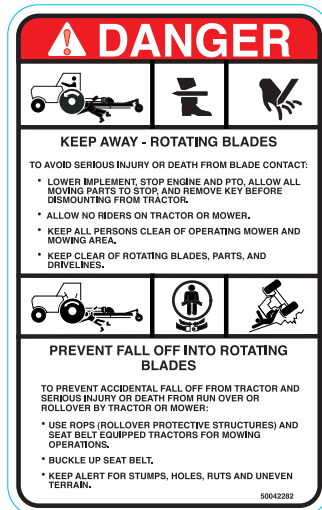 DANGER
KEEP AWAY - ROTATING BLADES
TO AVOID SERIOUS INJURY OR DEATH FROM BLADE CONTACT:
• LOWER IMPLEMENT, STOP ENGINE AND PTO, ALLOW ALL
MOVING PARTS TO STOP, AND REMOVE KEY BEFORE
DISMOUNTING FROM TRACTOR.
• ALLOW NO RIDERS ON TRACTOR OR MOWER.
• KEEP ALL PERSONS CLEAR OF OPERATING MOWER AND
MOWING AREA.
• KEEP CLEAR OF ROTATING BLADES, PARTS, AND
DRIVELINES.
PREVENT FALL OFF INTO ROTATING
BLADES
TO PREVENT ACCIDENTAL FALL OFF FROM TRACTOR AND
SERIOUS INJURY OR DEATH FROM RUN OVER OR
ROLLOVER BY TRACTOR OR MOWER:
• USE ROPS (ROLLOVER PROTECTIVE STRUCTURES) AND
SEAT BELT EQUIPPED TRACTORS FOR MOWING
OPERATIONS.
• BUCKLE UP SEAT BELT.
• KEEP ALERT FOR STUMPS, HOLES, RUTS AND UNEVEN
TERRAIN.
50042282